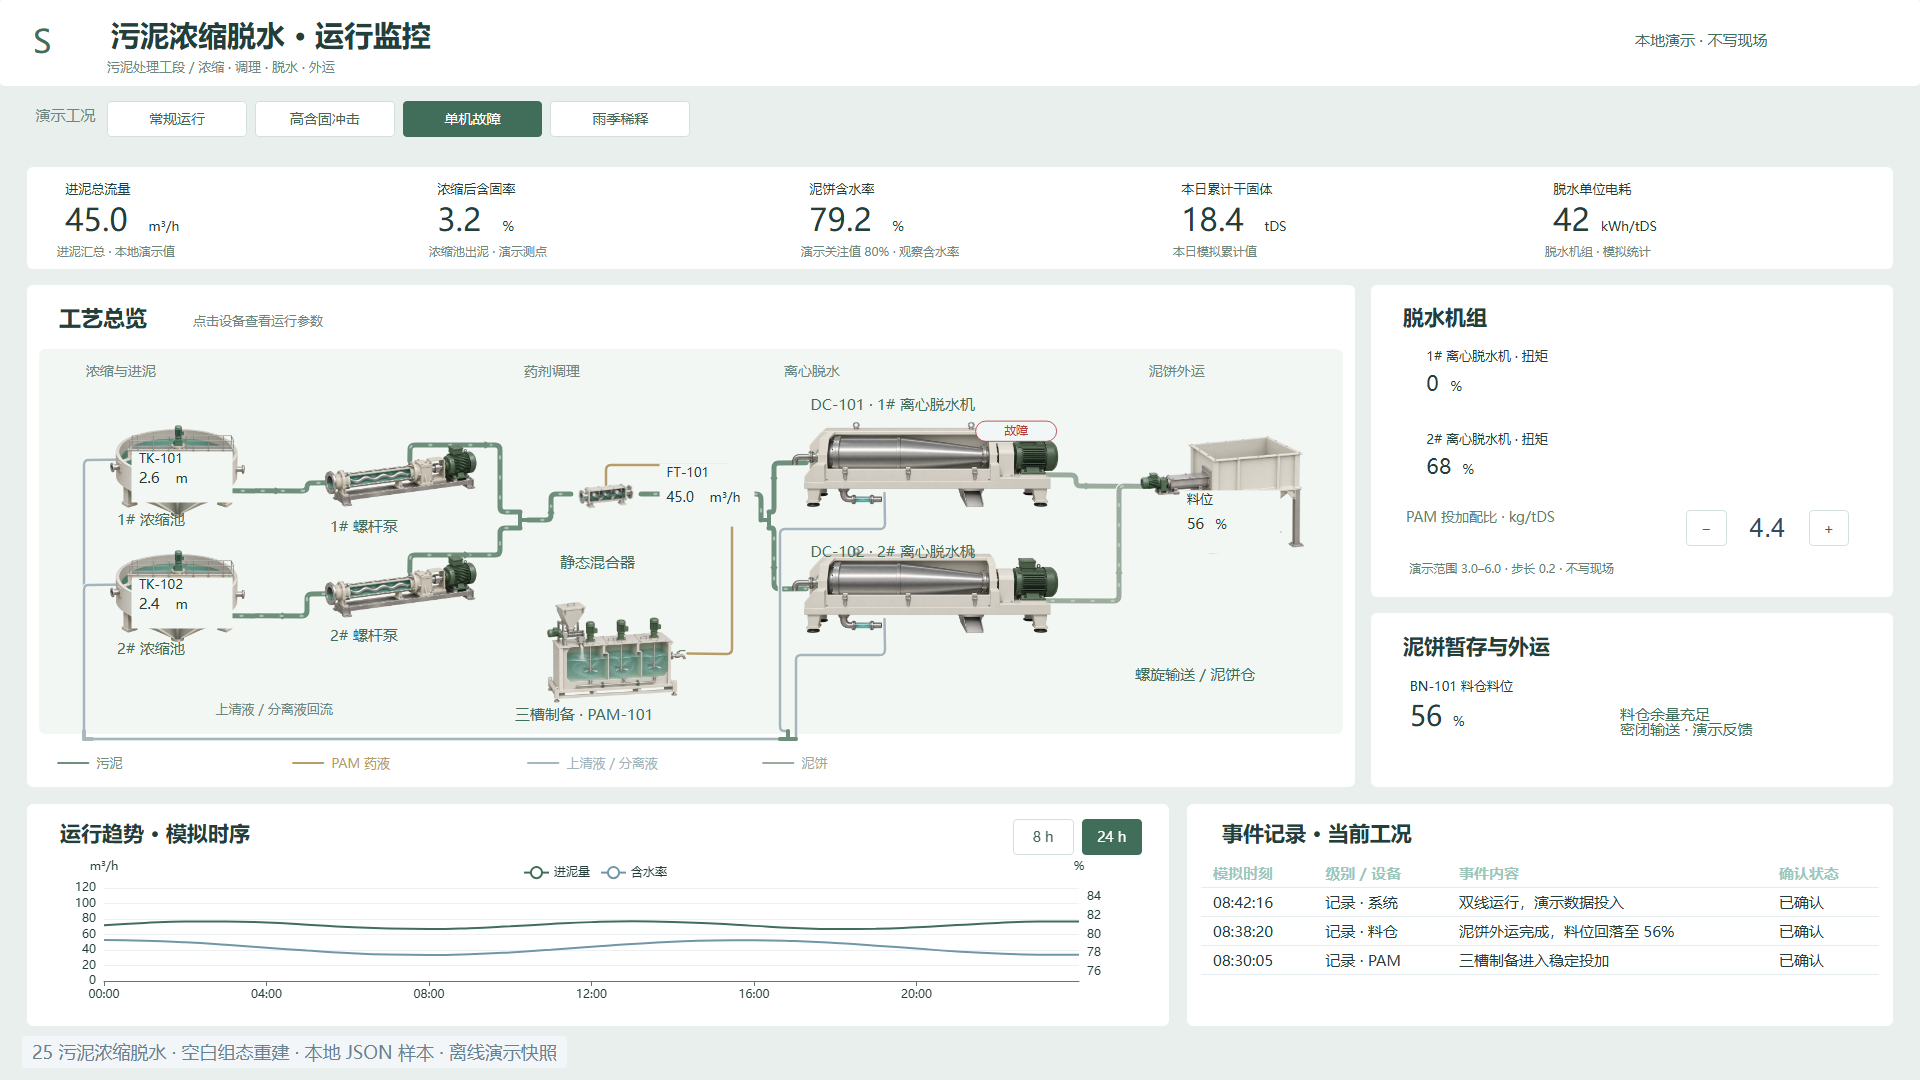 S
污泥浓缩脱水 • 运行监控
污泥处理工段 / 浓缩 · 调理 · 脱水 · 外运
本地演示 · 不写现场
演示工况
常规运行
高含固冲击
单机故障
雨季稀释
进泥总流量
45.0 m³/h
进泥汇总 · 本地演示值
浓缩后含固率
3.2 %
浓缩池出泥 · 演示测点
泥饼含水率
79.2 %
演示关注值 80% · 观察含水率
本日累计干固体
18.4 tDS
本日模拟累计值
脱水单位电耗
42 kWh/tDS
脱水机组 · 模拟统计
工艺总览
点击设备查看运行参数
浓缩与进泥
药剂调理
离心脱水
泥饼外运
DC-101 · 1# 离心脱水机
故障
TK-101
2.6 m
1# 浓缩池
1# 螺杆泵
FT-101
45.0 m³/h
料位
56 %
静态混合器
DC-102 · 2# 离心脱水机
TK-102
2.4 m
2# 浓缩池
2# 螺杆泵
螺旋输送 / 泥饼仓
上清液 / 分离液回流
三槽制备 · PAM-101
污泥
PAM 药液
上清液 / 分离液
泥饼
脱水机组
1# 离心脱水机 · 扭矩
0 %
2# 离心脱水机 · 扭矩
68 %
PAM 投加配比 · kg/tDS
− 4.4 +
演示范围 3.0–6.0 · 步长 0.2 · 不写现场
泥饼暂存与外运
BN-101 料仓料位
56 %
料仓余量充足
密闭输送 · 演示反馈
运行趋势 • 模拟时序
8 h
24 h
m³/h
进泥量
含水率
%
120
100
80
60
40
20
0
84
82
80
78
76
00:00
04:00
08:00
12:00
16:00
20:00
事件记录 • 当前工况
模拟时刻 级别 / 设备 事件内容 确认状态
08:42:16 记录 · 系统 双线运行，演示数据投入 已确认
08:38:20 记录 · 料仓 泥饼外运完成，料位回落至 56% 已确认
08:30:05 记录 · PAM 三槽制备进入稳定投加 已确认
25 污泥浓缩脱水 · 空白组态重建 · 本地 JSON 样本 · 离线演示快照